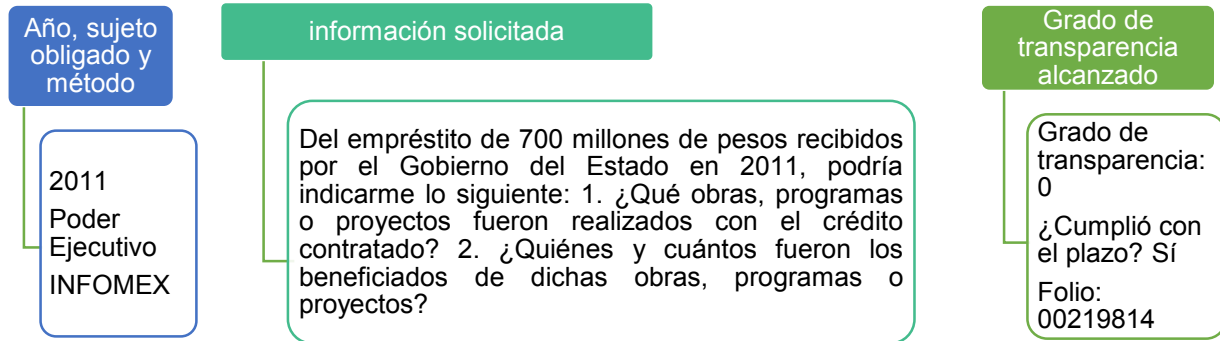 Año, sujeto
obligado y
método
2011
Poder
Ejecutivo
INFOMEX
información solicitada
Del empréstito de 700 millones de pesos recibidos
por el Gobierno del Estado en 2011, podría
indicarme lo siguiente: 1. ¿Qué obras, programas
o proyectos fueron realizados con el crédito
contratado? 2. ¿Quiénes y cuántos fueron los
beneficiados de dichas obras, programas o
proyectos?
Grado de
transparencia
alcanzado
Grado de
transparencia:
0
¿Cumplió con
el plazo? Sí
Folio:
00219814